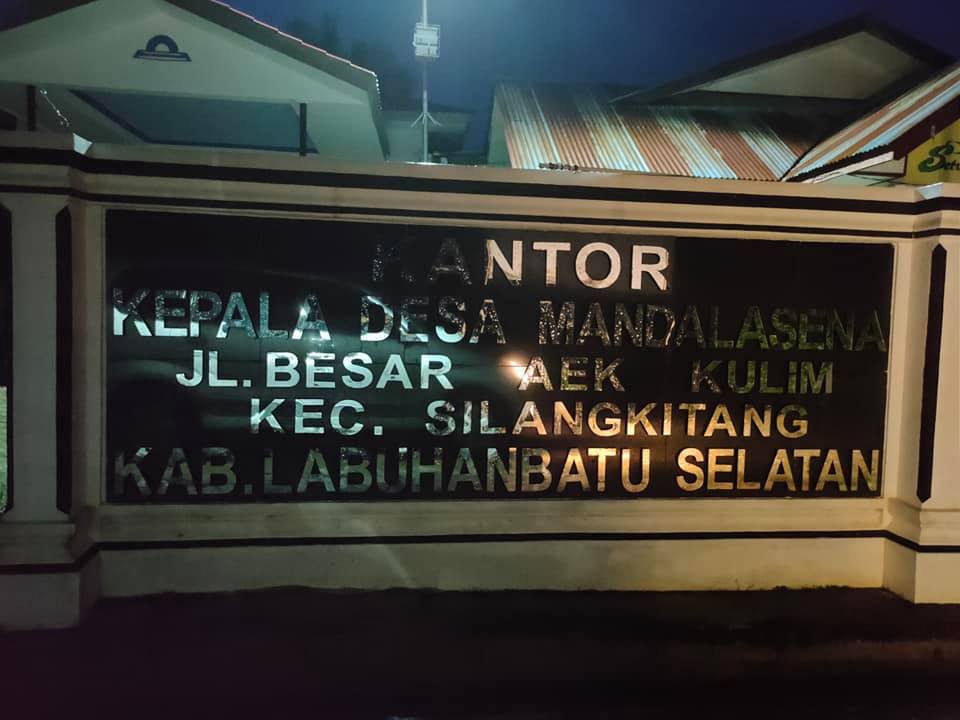 KANTOR
KEPALA DESA MANDALASENA
JL. BESAR AEK KULIM
KEC. SILANGKITANG
KAB. LABUHANBATU SELATAN